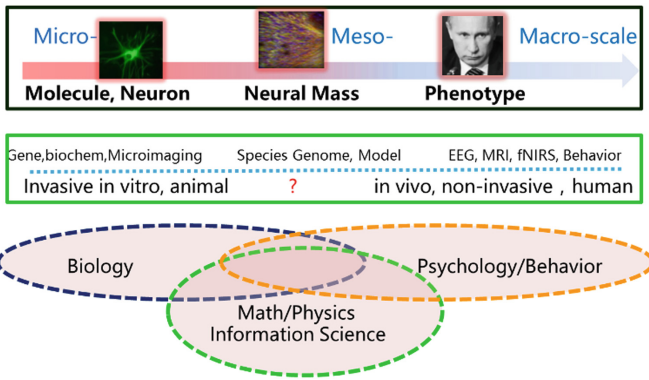 Micro- Meso- Macro-scale
Molecule, Neuron Neural Mass Phenotype
Gene,biochem,Microimaging Species Genome, Model EEG, MRI, fNIRS, Behavior
Invasive in vitro, animal ? in vivo, non-invasive , human
Biology Psychology/Behavior
Math/Physics
Information Science